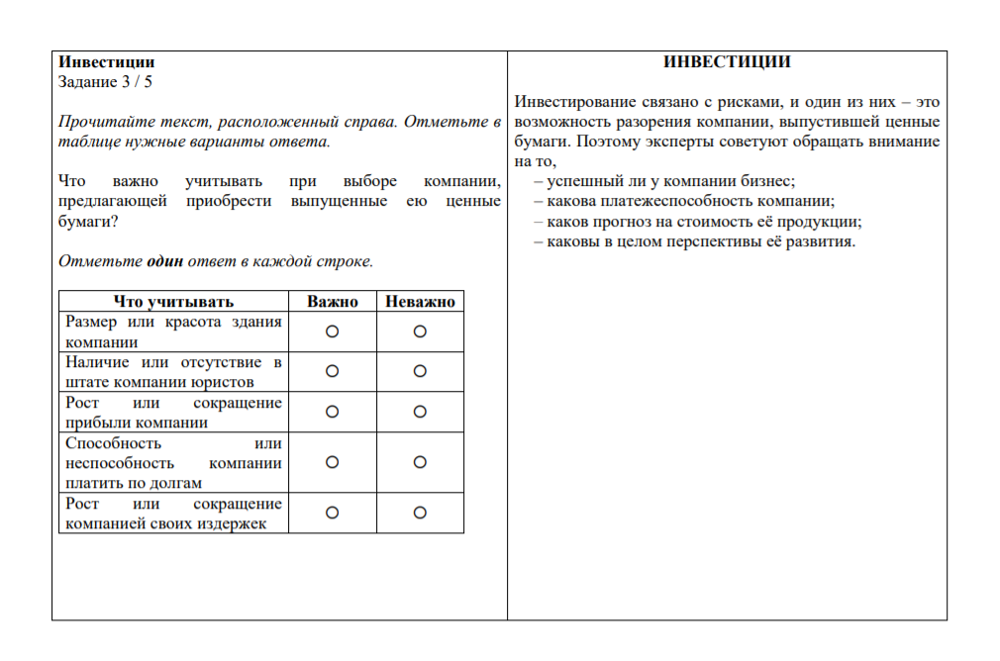 Инвестиции
Задание 3 / 5
Прочитайте текст, расположенный справа. Отметьте в
таблице нужные варианты ответа.
Что важно учитывать при выборе компании,
предлагающей приобрести выпущенные ею ценные
бумаги?
Отметьте один ответ в каждой строке.
Что учитывать Важно Неважно
Размер или красота здания
компании
Наличие или отсутствие в
штате компании юристов
Рост или сокращение
прибыли компании
Способность или
неспособность компании
платить по долгам
Рост или сокращение
компанией своих издержек
ИНВЕСТИЦИИ
Инвестирование связано с рисками, и один из них – это
возможность разорения компании, выпустившей ценные
бумаги. Поэтому эксперты советуют обращать внимание
на то,
– успешный ли у компании бизнес;
– какова платежеспособность компании;
– каков прогноз на стоимость её продукции;
– каковы в целом перспективы её развития.